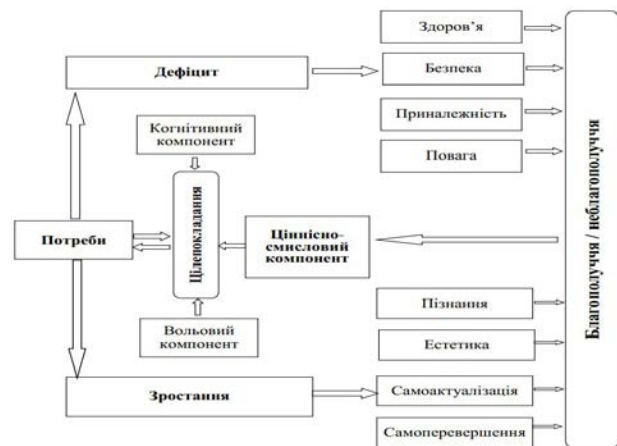 Здоров’я
Дефіцит
Безпека
Когнітивний
компонент
Приналежність
Повага
Потреби
Ціленокладання
Ціннісно-
смисловий
компонент
Благополуччя / неблагополуччя
Вольовий
компонент
Пізнання
Естетика
Зростання
Самоактуалізація
Самоперевершення